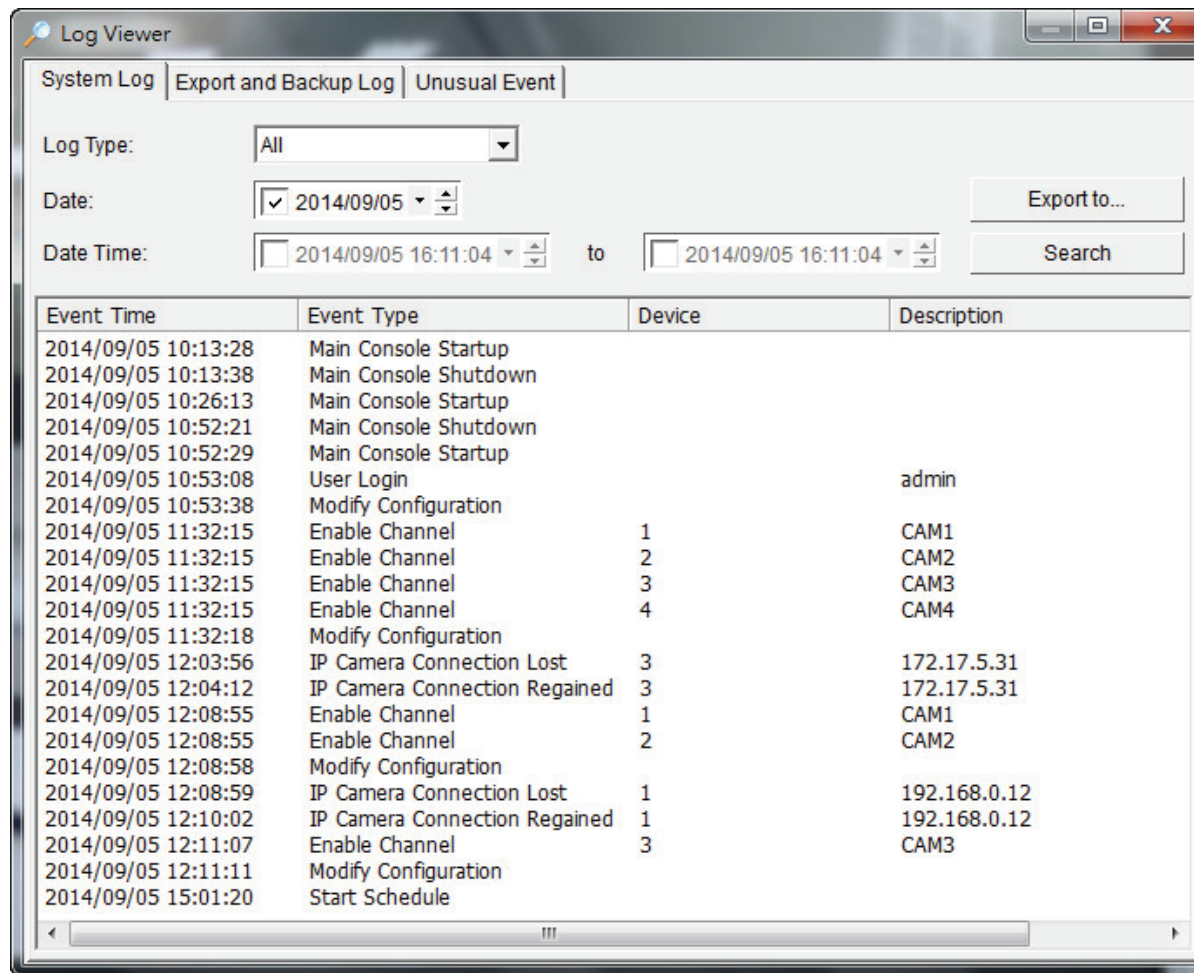 Log Viewer
System Log Export and Backup Log Unusual Event
Log Type: All
Date: 2014/09/05 Export to...
Date Time: 2014/09/05 16:11:04 to 2014/09/05 16:11:04 Search
Event Time Event Type Device Description
2014/09/05 10:13:28 Main Console Startup
2014/09/05 10:13:38 Main Console Shutdown
2014/09/05 10:26:13 Main Console Startup
2014/09/05 10:52:21 Main Console Shutdown
2014/09/05 10:52:29 Main Console Startup
2014/09/05 10:53:08 User Login admin
2014/09/05 10:53:38 Modify Configuration
2014/09/05 11:32:15 Enable Channel 1 CAM1
2014/09/05 11:32:15 Enable Channel 2 CAM2
2014/09/05 11:32:15 Enable Channel 3 CAM3
2014/09/05 11:32:15 Enable Channel 4 CAM4
2014/09/05 11:32:18 Modify Configuration
2014/09/05 12:03:56 IP Camera Connection Lost 3 172.17.5.31
2014/09/05 12:04:12 IP Camera Connection Regained 3 172.17.5.31
2014/09/05 12:08:55 Enable Channel 1 CAM1
2014/09/05 12:08:55 Enable Channel 2 CAM2
2014/09/05 12:08:58 Modify Configuration
2014/09/05 12:08:59 IP Camera Connection Lost 1 192.168.0.12
2014/09/05 12:10:02 IP Camera Connection Regained 1 192.168.0.12
2014/09/05 12:11:07 Enable Channel 3 CAM3
2014/09/05 12:11:11 Modify Configuration
2014/09/05 15:01:20 Start Schedule